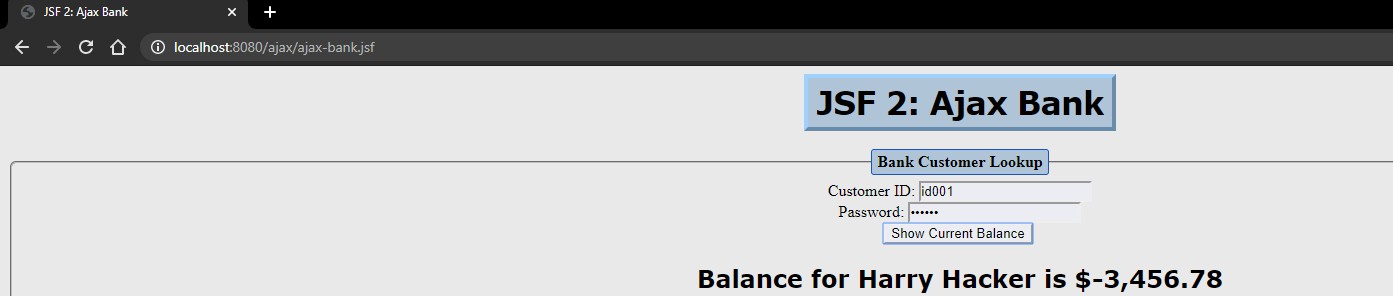 JSF 2: Ajax Bank
localhost:8080/ajax/ajax-bank.jsf
JSF 2: Ajax Bank
Bank Customer Lookup
Customer ID: id001
Password: ••••••
Show Current Balance
Balance for Harry Hacker is $-3,456.78